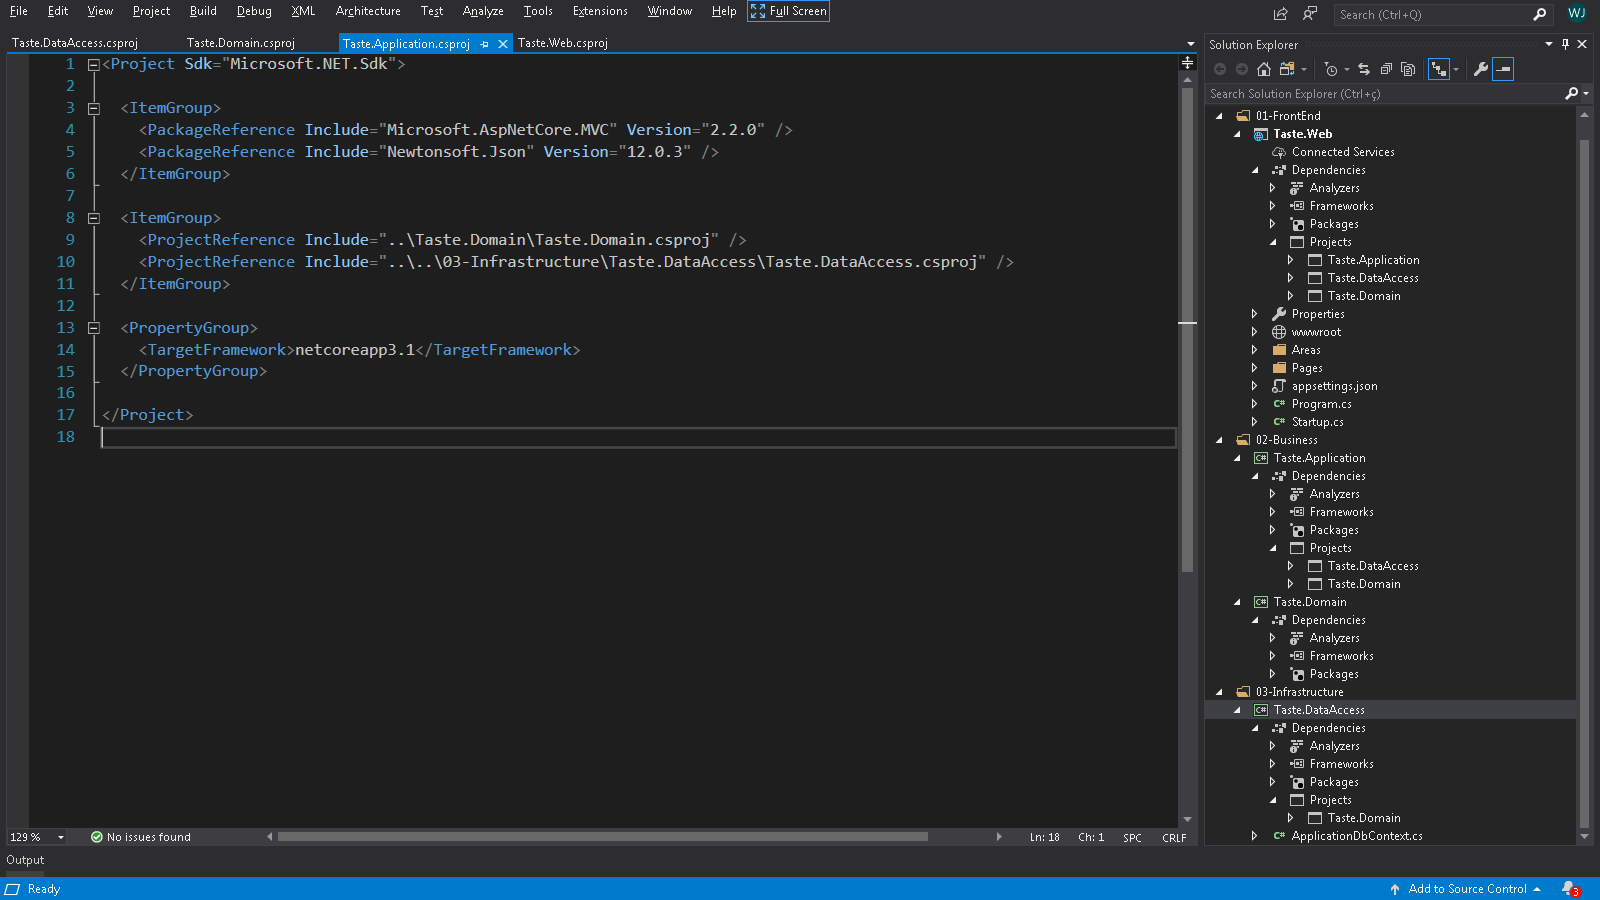 File Edit View Project Build Debug XML Architecture Test Analyze Tools Extensions Window Help Full Screen Search (Ctrl+Q) WJ
Taste.DataAccess.csproj Taste.Domain.csproj Taste.Application.csproj Taste.Web.csproj
1 <Project Sdk="Microsoft.NET.Sdk">
2
3 <ItemGroup>
4 <PackageReference Include="Microsoft.AspNetCore.MVC" Version="2.2.0" />
5 <PackageReference Include="Newtonsoft.Json" Version="12.0.3" />
6 </ItemGroup>
7
8 <ItemGroup>
9 <ProjectReference Include="..\Taste.Domain\Taste.Domain.csproj" />
10 <ProjectReference Include="..\..\03-Infrastructure\Taste.DataAccess\Taste.DataAccess.csproj" />
11 </ItemGroup>
12
13 <PropertyGroup>
14 <TargetFramework>netcoreapp3.1</TargetFramework>
15 </PropertyGroup>
16
17 </Project>
18
129 % No issues found Ln: 18 Ch: 1 SPC CRLF
Solution Explorer
Search Solution Explorer (Ctrl+ç)
01-FrontEnd
Taste.Web
Connected Services
Dependencies
Analyzers
Frameworks
Packages
Projects
Taste.Application
Taste.DataAccess
Taste.Domain
Properties
wwwroot
Areas
Pages
appsettings.json
C# Program.cs
C# Startup.cs
02-Business
C# Taste.Application
Dependencies
Analyzers
Frameworks
Packages
Projects
Taste.DataAccess
Taste.Domain
C# Taste.Domain
Dependencies
Analyzers
Frameworks
Packages
03-Infrastructure
C# Taste.DataAccess
Dependencies
Analyzers
Frameworks
Packages
Projects
Taste.Domain
C# ApplicationDbContext.cs
Output
Ready Add to Source Control 3